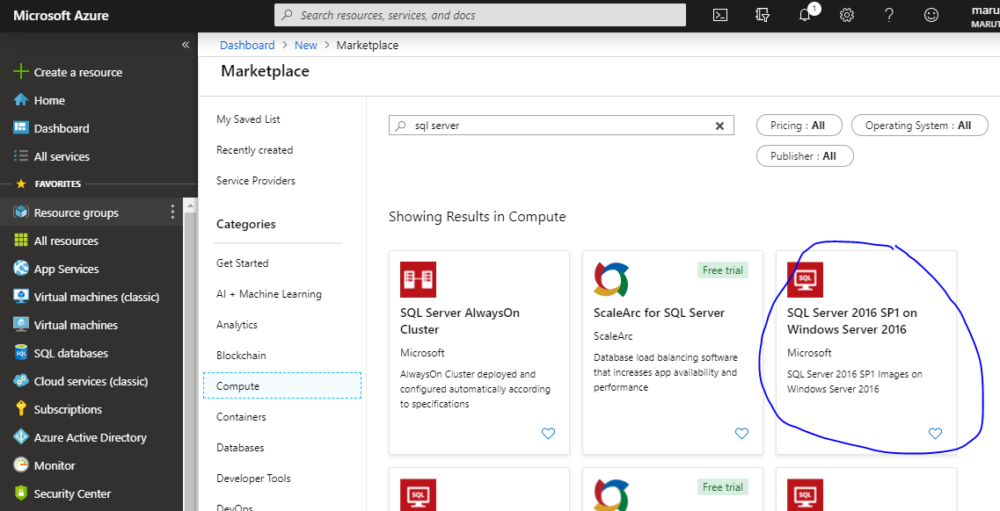 Microsoft Azure
Search resources, services, and docs
1
maru
MARUT
«
Create a resource
Home
Dashboard
All services
FAVORITES
Resource groups
All resources
App Services
Virtual machines (classic)
Virtual machines
SQL databases
Cloud services (classic)
Subscriptions
Azure Active Directory
Monitor
Security Center
Dashboard > New > Marketplace
Marketplace
My Saved List
Recently created
Service Providers
Categories
Get Started
AI + Machine Learning
Analytics
Blockchain
Compute
Containers
Databases
Developer Tools
DevOps
sql server
Pricing : All
Operating System : All
Publisher : All
Showing Results in Compute
SQL Server AlwaysOn
Cluster
Microsoft
AlwaysOn Cluster deployed and
configured automatically according
to specifications
Free trial
ScaleArc for SQL Server
ScaleArc
Database load balancing software
that increases app availability and
performance
SQL
SQL Server 2016 SP1 on
Windows Server 2016
Microsoft
SQL Server 2016 SP1 Images on
Windows Server 2016
SQL
Free trial
SQL